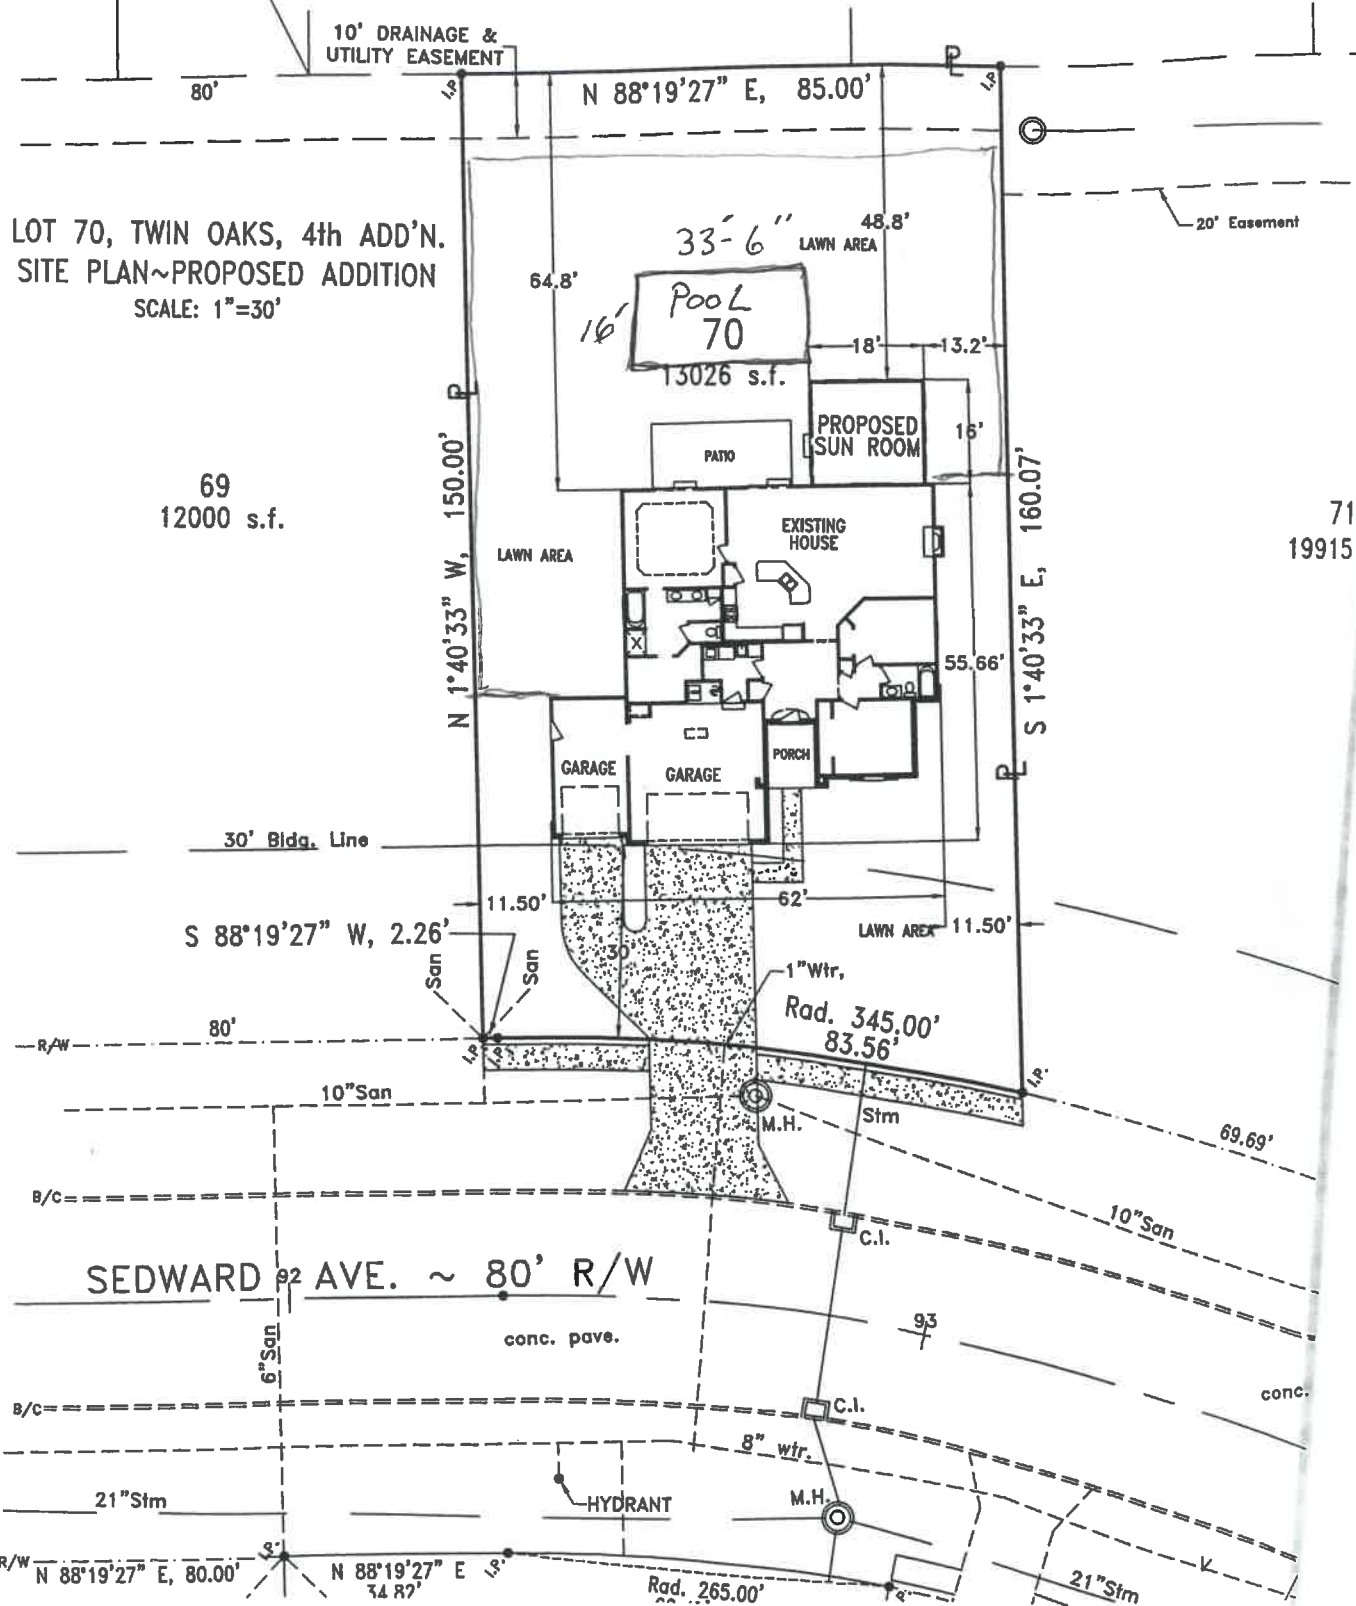 10' DRAINAGE &
UTILITY EASEMENT
80'
I.P.
N 88°19'27" E, 85.00'
PL
I.P.
20' Easement
LOT 70, TWIN OAKS, 4th ADD'N.
SITE PLAN~PROPOSED ADDITION
SCALE: 1"=30'
48.8'
33'-6"
LAWN AREA
64.8'
16'
POOL
70
13026 s.f.
18'
13.2'
PL
PROPOSED
SUN ROOM
16'
PATIO
N 1°40'33" W, 150.00'
S 1°40'33" E, 160.07'
69
12000 s.f.
71
19915
LAWN AREA
EXISTING
HOUSE
X
55.66'
GARAGE
GARAGE
PORCH
PL
30' Bldg. Line
11.50'
62'
LAWN AREA
11.50'
S 88°19'27" W, 2.26'
San
San
30'
1"Wtr,
Rad. 345.00'
83.56'
R/W
80'
I.P.
I.P.
I.P.
10"San
M.H.
Stm
69.69'
B/C
10"San
C.I.
SEDWARD AVE. ~ 80' R/W
92
93
6"San
conc. pave.
conc.
B/C
C.I.
8" wtr.
21"Stm
HYDRANT
M.H.
R/W
N 88°19'27" E, 80.00'
I.P.
N 88°19'27" E
34.82'
I.P.
Rad. 265.00'
P.
21"Stm